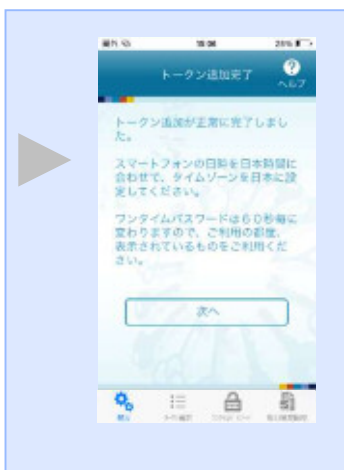 圏外
トークン追加完了
ヘルプ
トークン追加が正常に完了しまし
た。
スマートフォンの日時を日本時間に
合わせて、タイムゾーンを日本に設
定してください。
ワンタイムパスワードは60秒毎に
変わりますので、ご利用の都度、
表示されているものをご利用くだ
さい。
次へ